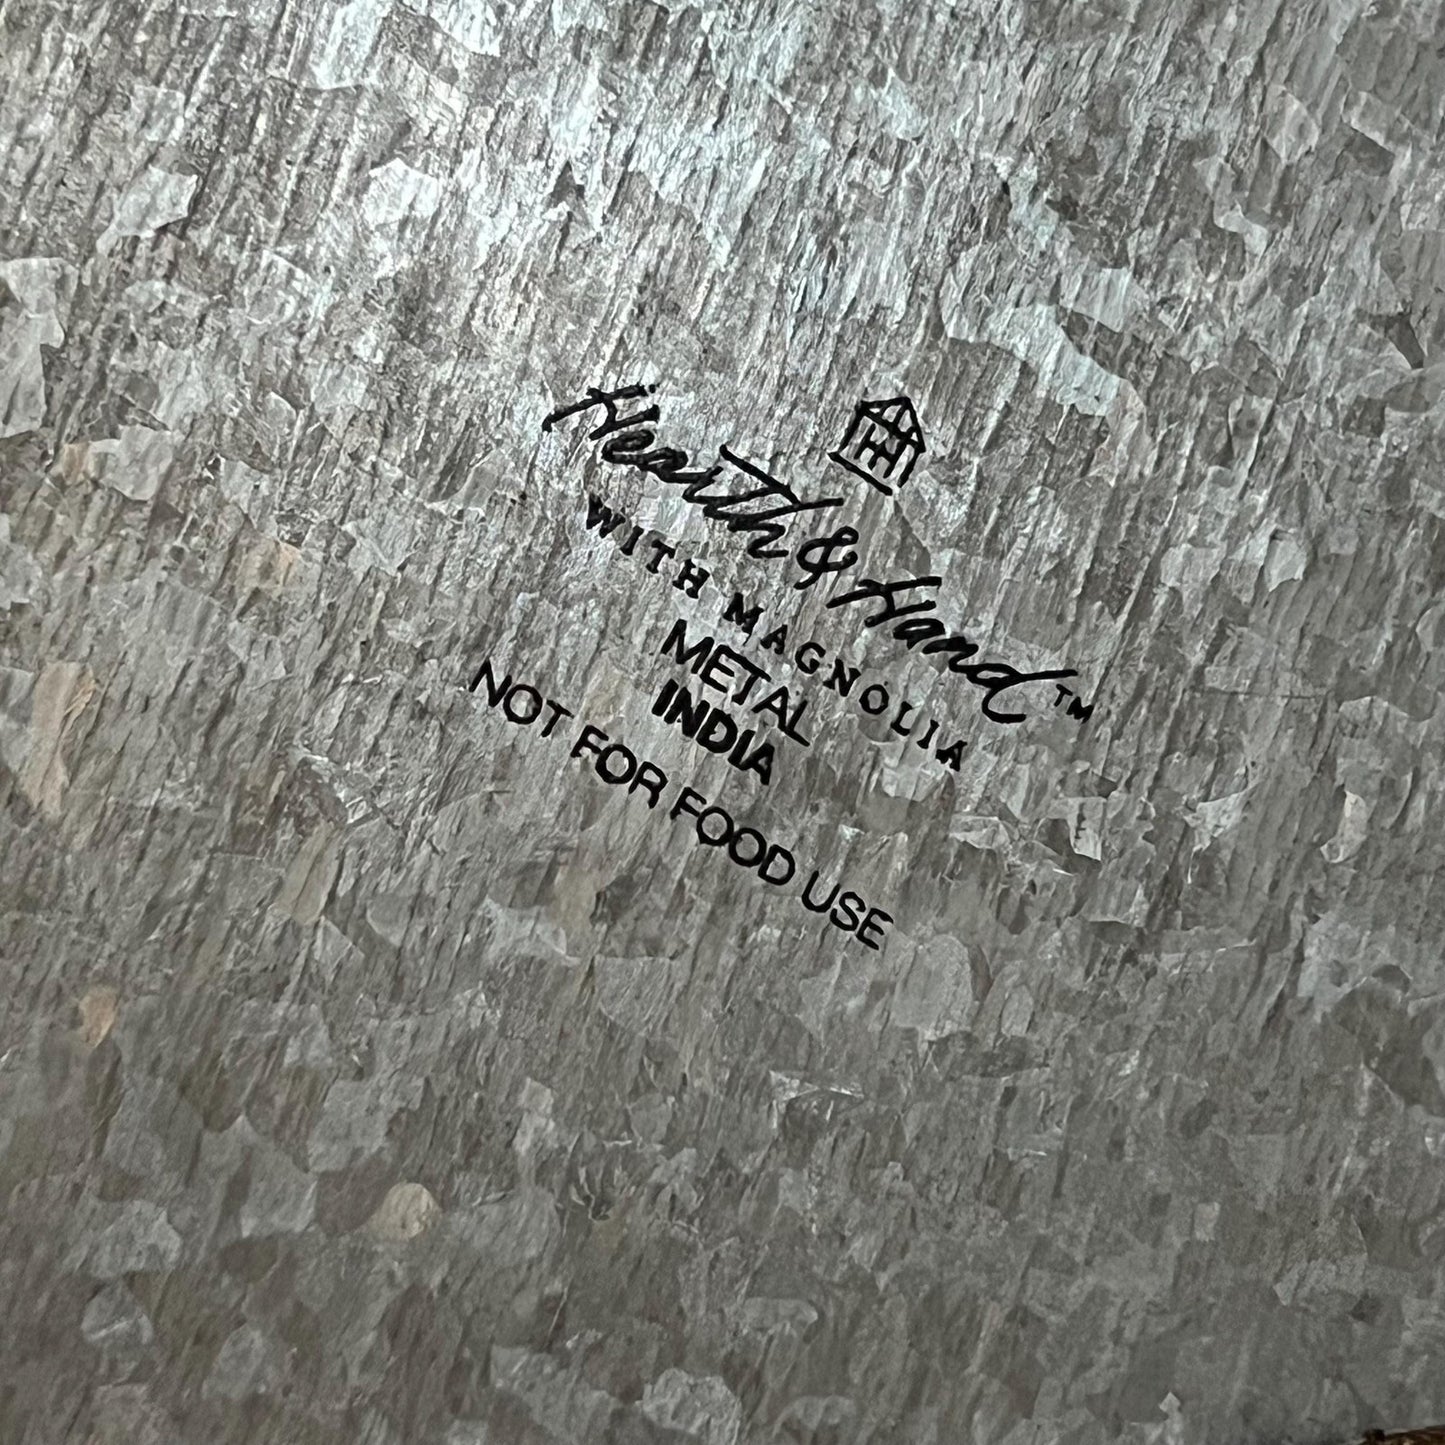 H
Hearth & Hand™
WITH MAGNOLIA
METAL
INDIA
NOT FOR FOOD USE